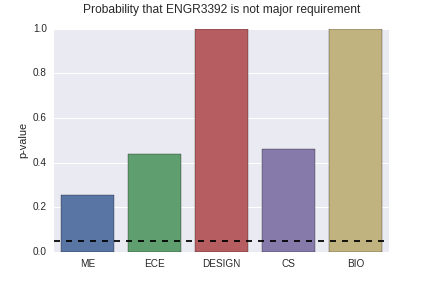 Probability that ENGR3392 is not major requirement
1.0
0.8
0.6
0.4
0.2
0.0
p-value
ME ECE DESIGN CS BIO